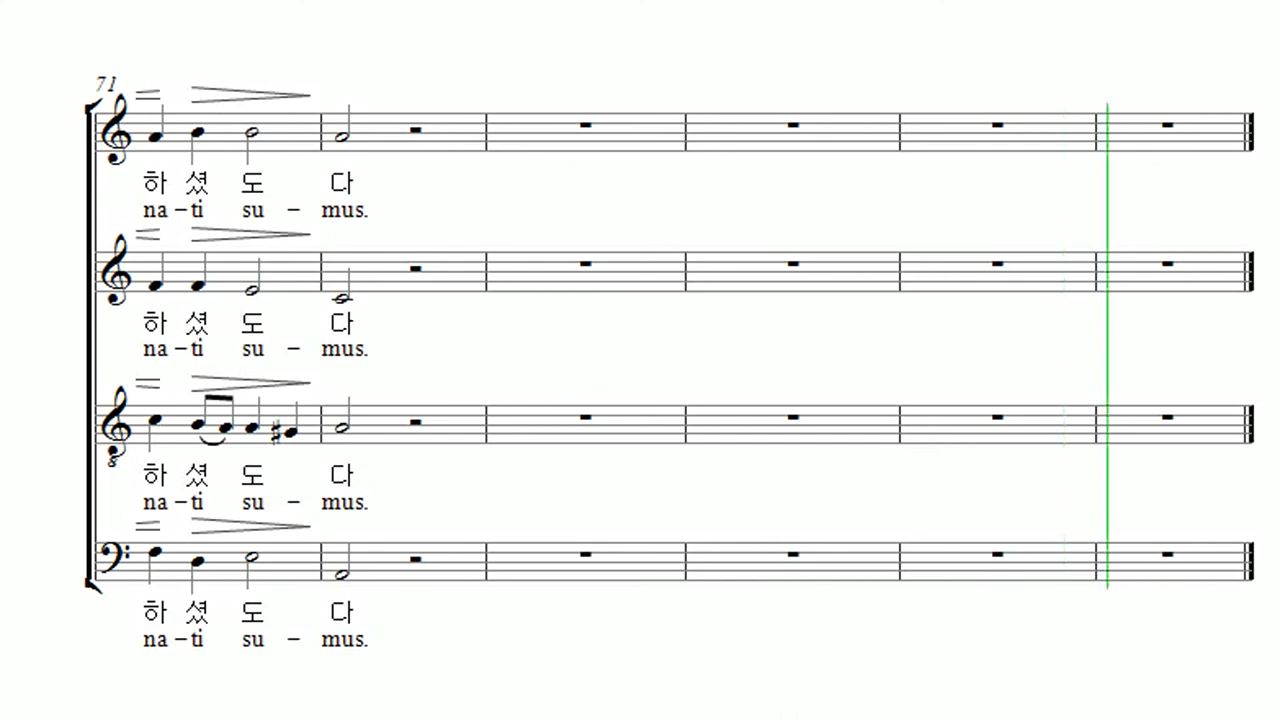 71
하 셨 도 다
na – ti su – mus.
하 셨 도 다
na – ti su – mus.
8
하 셨 도 다
na – ti su – mus.
하 셨 도 다
na – ti su – mus.